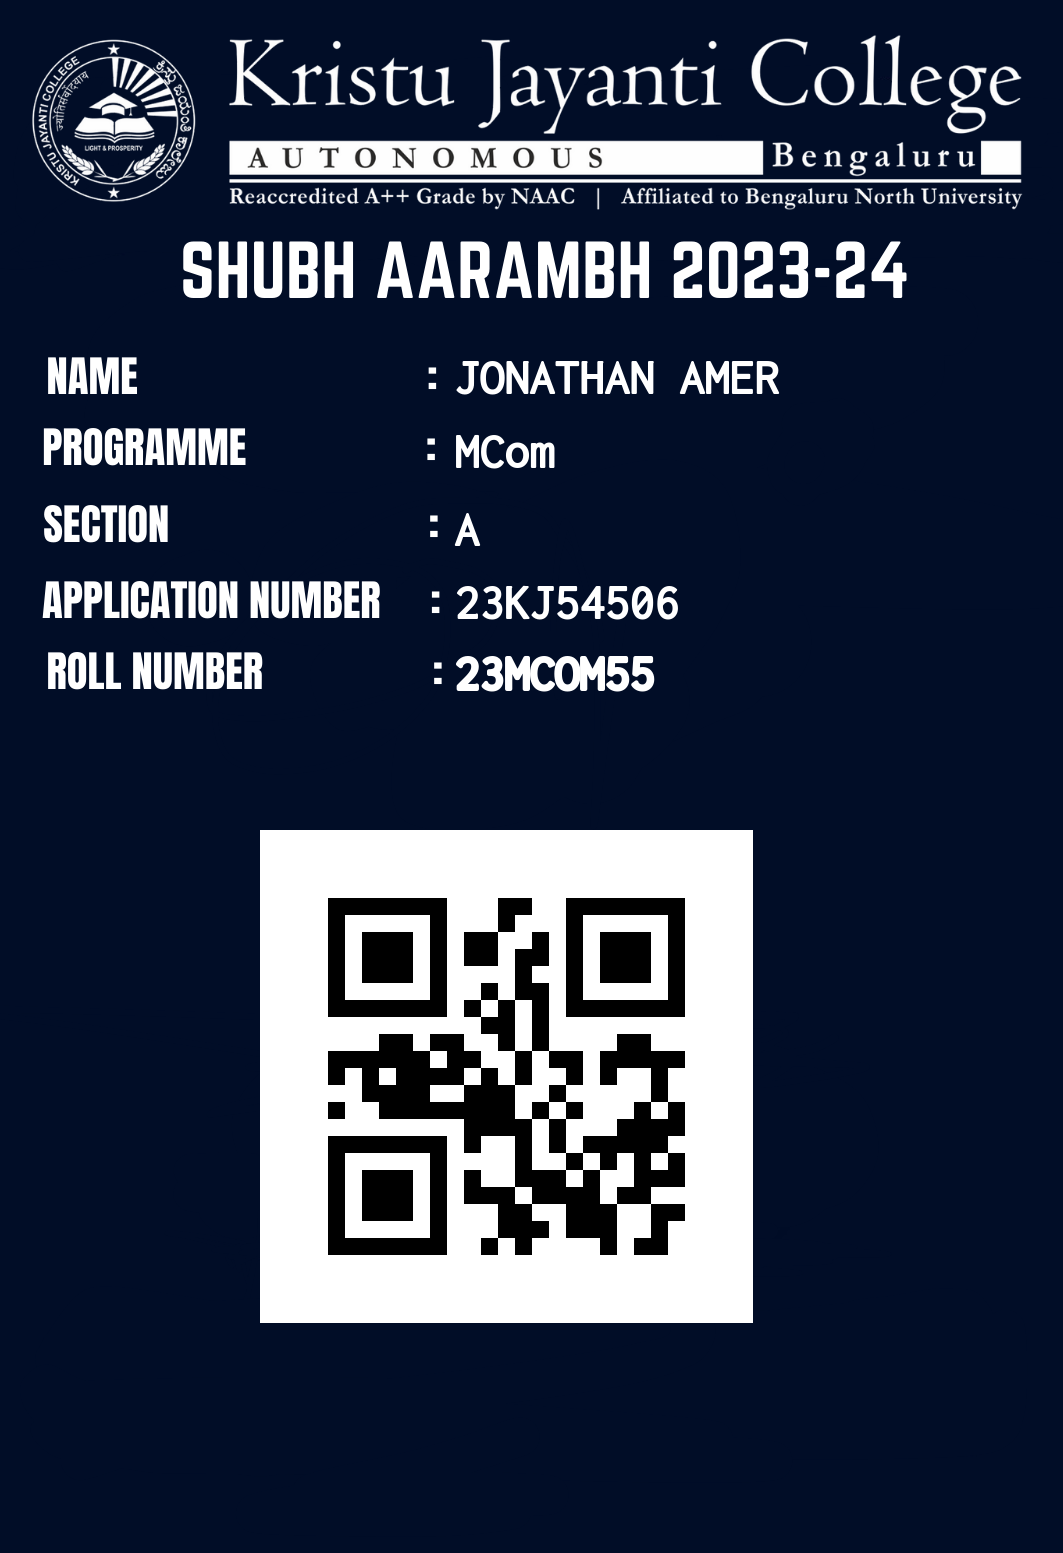 Kristu Jayanti College
AUTONOMOUS Bengaluru
Reaccredited A++ Grade by NAAC | Affiliated to Bengaluru North University
KRISTU JAYANTI COLLEGE
LIGHT & PROSPERITY
SHUBH AARAMBH 2023-24
NAME : JONATHAN AMER
PROGRAMME : MCom
SECTION : A
APPLICATION NUMBER : 23KJ54506
ROLL NUMBER : 23MCOM55